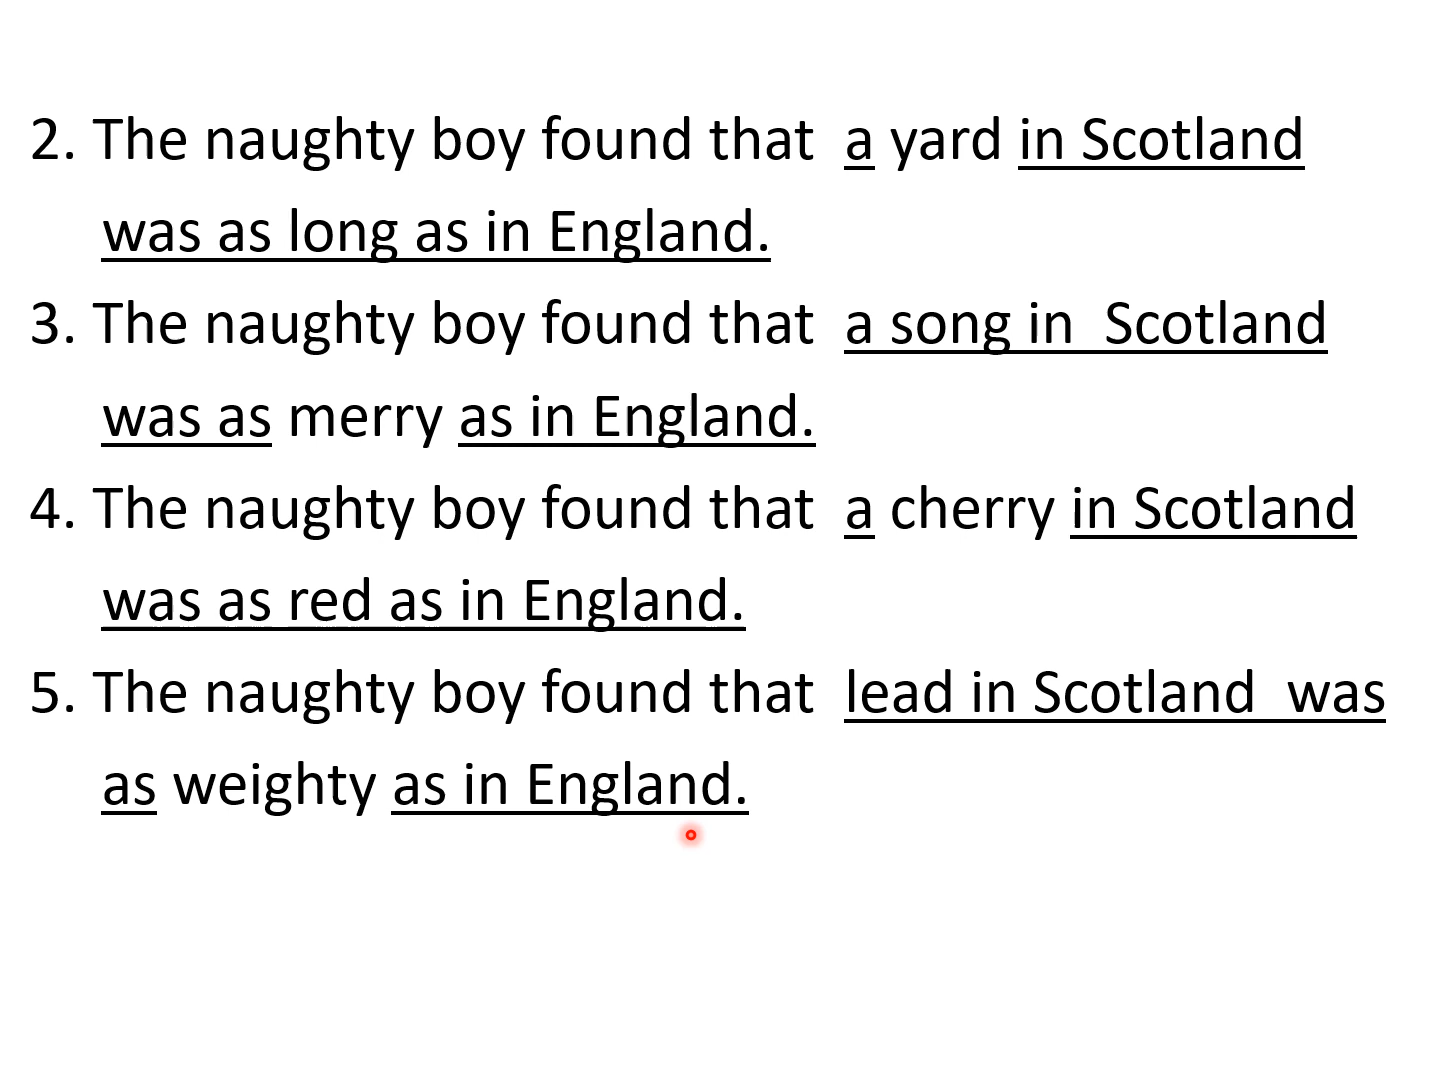 2. The naughty boy found that a yard in Scotland
was as long as in England.
3. The naughty boy found that a song in Scotland
was as merry as in England.
4. The naughty boy found that a cherry in Scotland
was as red as in England.
5. The naughty boy found that lead in Scotland was
as weighty as in England.